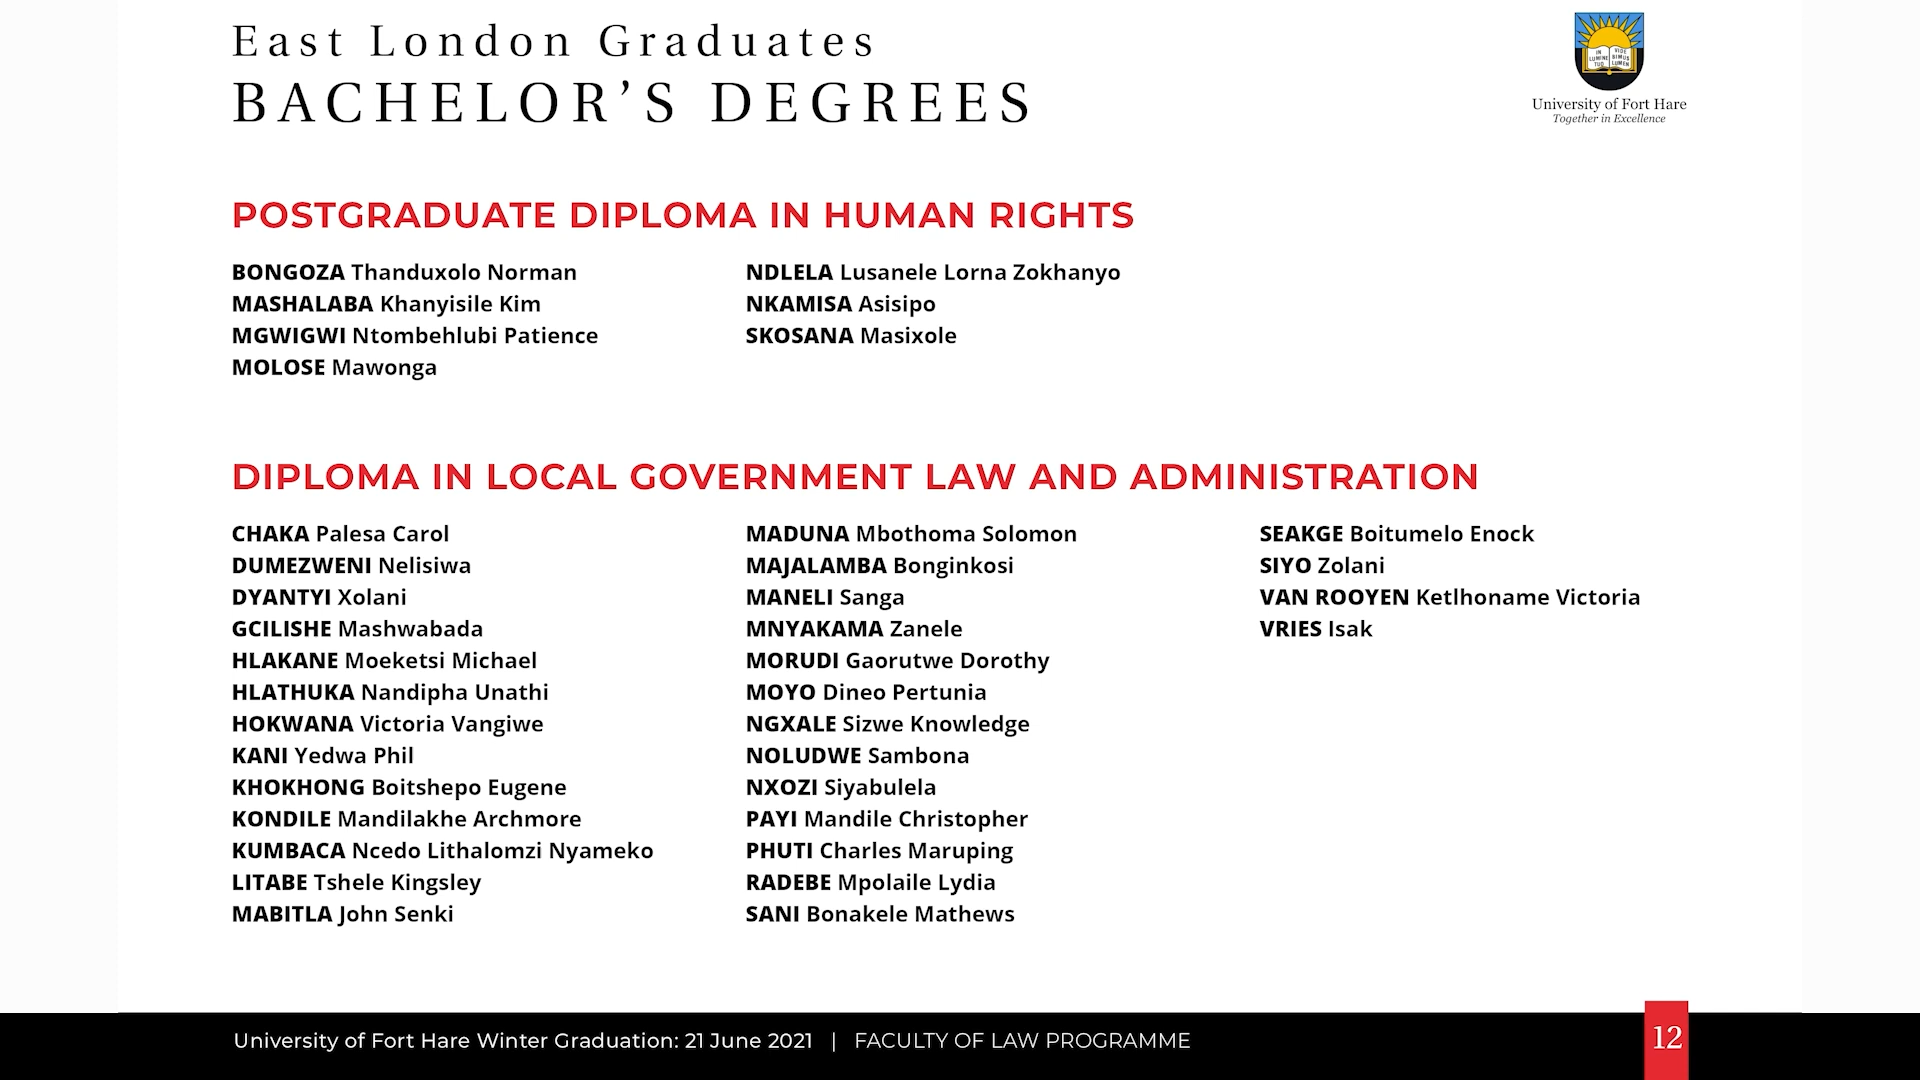 East London Graduates
BACHELOR’S DEGREES
IN LUMINE TUO
VIDE BIMUS LUMEN
University of Fort Hare
Together in Excellence
POSTGRADUATE DIPLOMA IN HUMAN RIGHTS
BONGOZA Thanduxolo Norman
MASHALABA Khanyisile Kim
MGWIGWI Ntombehlubi Patience
MOLOSE Mawonga
NDLELA Lusanele Lorna Zokhanyo
NKAMISA Asisipo
SKOSANA Masixole
DIPLOMA IN LOCAL GOVERNMENT LAW AND ADMINISTRATION
CHAKA Palesa Carol
DUMEZWENI Nelisiwa
DYANTYI Xolani
GCILISHE Mashwabada
HLAKANE Moeketsi Michael
HLATHUKA Nandipha Unathi
HOKWANA Victoria Vangiwe
KANI Yedwa Phil
KHOKHONG Boitshepo Eugene
KONDILE Mandilakhe Archmore
KUMBACA Ncedo Lithalomzi Nyameko
LITABE Tshele Kingsley
MABITLA John Senki
MADUNA Mbothoma Solomon
MAJALAMBA Bonginkosi
MANELI Sanga
MNYAKAMA Zanele
MORUDI Gaorutwe Dorothy
MOYO Dineo Pertunia
NGXALE Sizwe Knowledge
NOLUDWE Sambona
NXOZI Siyabulela
PAYI Mandile Christopher
PHUTI Charles Maruping
RADEBE Mpolaile Lydia
SANI Bonakele Mathews
SEAKGE Boitumelo Enock
SIYO Zolani
VAN ROOYEN Ketlhoname Victoria
VRIES Isak
University of Fort Hare Winter Graduation: 21 June 2021 | FACULTY OF LAW PROGRAMME
12